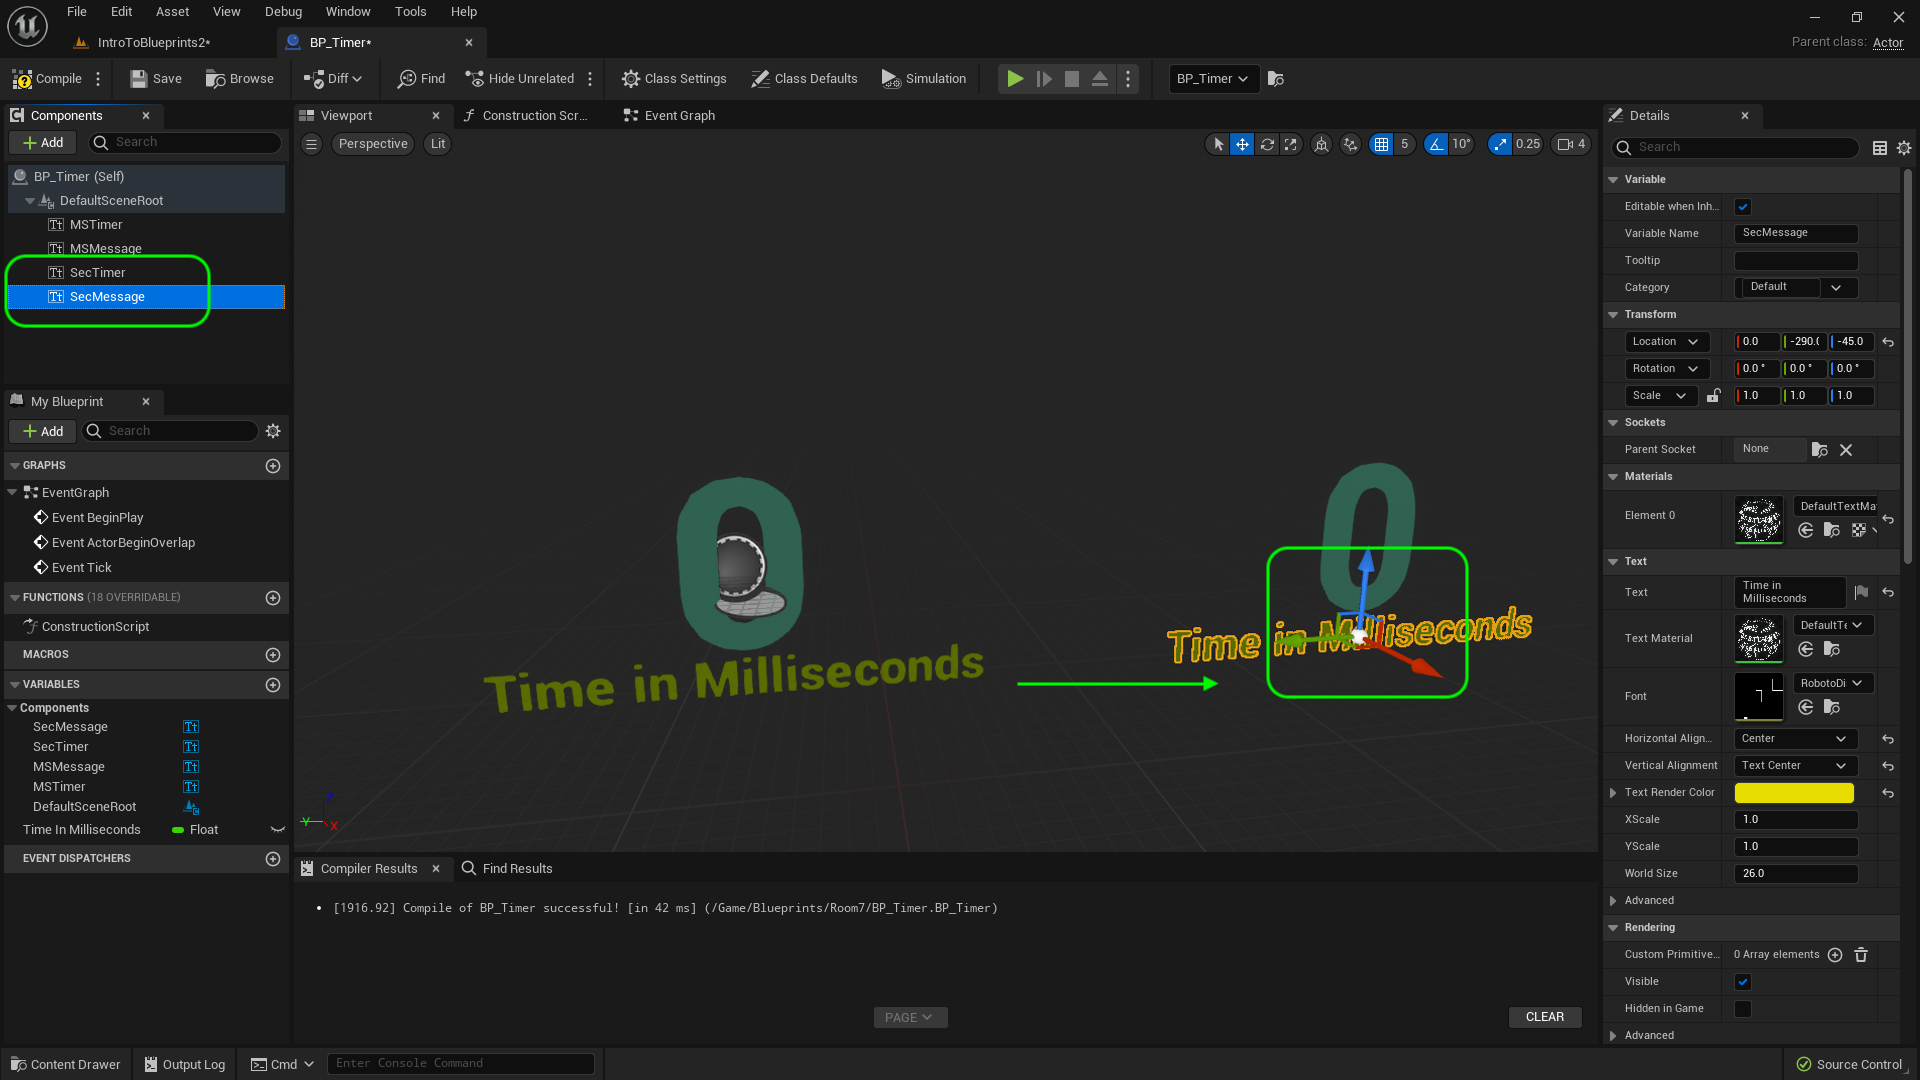 File Edit Asset View Debug Window Tools Help
IntroToBlueprints2*
BP_Timer*
Parent class: Actor
Compile
Save
Browse
Diff
Find
Hide Unrelated
Class Settings
Class Defaults
Simulation
BP_Timer
Components
Add
Search
BP_Timer (Self)
DefaultSceneRoot
MSTimer
MSMessage
SecTimer
SecMessage
My Blueprint
Add
Search
GRAPHS
EventGraph
Event BeginPlay
Event ActorBeginOverlap
Event Tick
FUNCTIONS (18 OVERRIDABLE)
ConstructionScript
MACROS
VARIABLES
Components
SecMessage
SecTimer
MSMessage
MSTimer
DefaultSceneRoot
Time In Milliseconds Float
EVENT DISPATCHERS
Viewport
Construction Scr...
Event Graph
Perspective
Lit
5
10°
0.25
4
0
Time in Milliseconds
0
Time in Milliseconds
Z
Y
X
Compiler Results
Find Results
[1916.92] Compile of BP_Timer successful! [in 42 ms] (/Game/Blueprints/Room7/BP_Timer.BP_Timer)
PAGE
CLEAR
Details
Search
Variable
Editable when Inh...
Variable Name SecMessage
Tooltip
Category Default
Transform
Location 0.0 -290.( -45.0
Rotation 0.0 ° 0.0 ° 0.0 °
Scale 1.0 1.0 1.0
Sockets
Parent Socket None
Materials
Element 0 DefaultTextMa
Text
Text Time in
Milliseconds
Text Material DefaultTe
Font RobotoDi
Horizontal Align... Center
Vertical Alignment Text Center
Text Render Color
XScale 1.0
YScale 1.0
World Size 26.0
Advanced
Rendering
Custom Primitive... 0 Array elements
Visible
Hidden in Game
Advanced
Content Drawer
Output Log
Cmd
Enter Console Command
Source Control